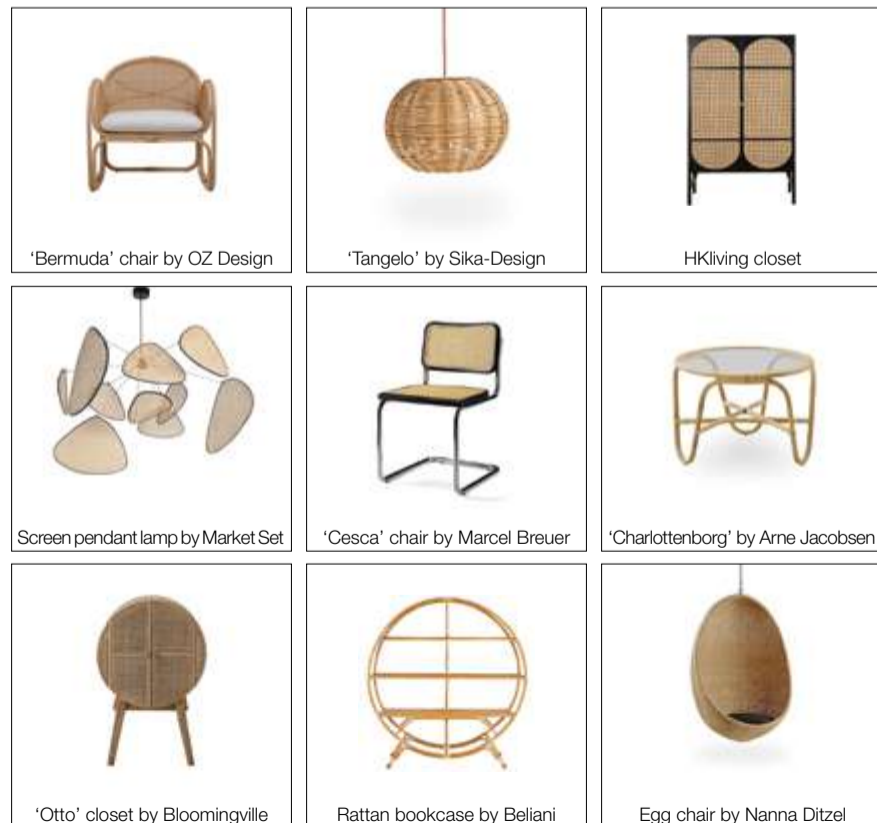 ‘Bermuda’ chair by OZ Design
‘Tangelo’ by Sika-Design
HKliving closet
Screen pendant lamp by Market Set
‘Cesca’ chair by Marcel Breuer
‘Charlottenborg’ by Arne Jacobsen
‘Otto’ closet by Bloomingville
Rattan bookcase by Beliani
Egg chair by Nanna Ditzel